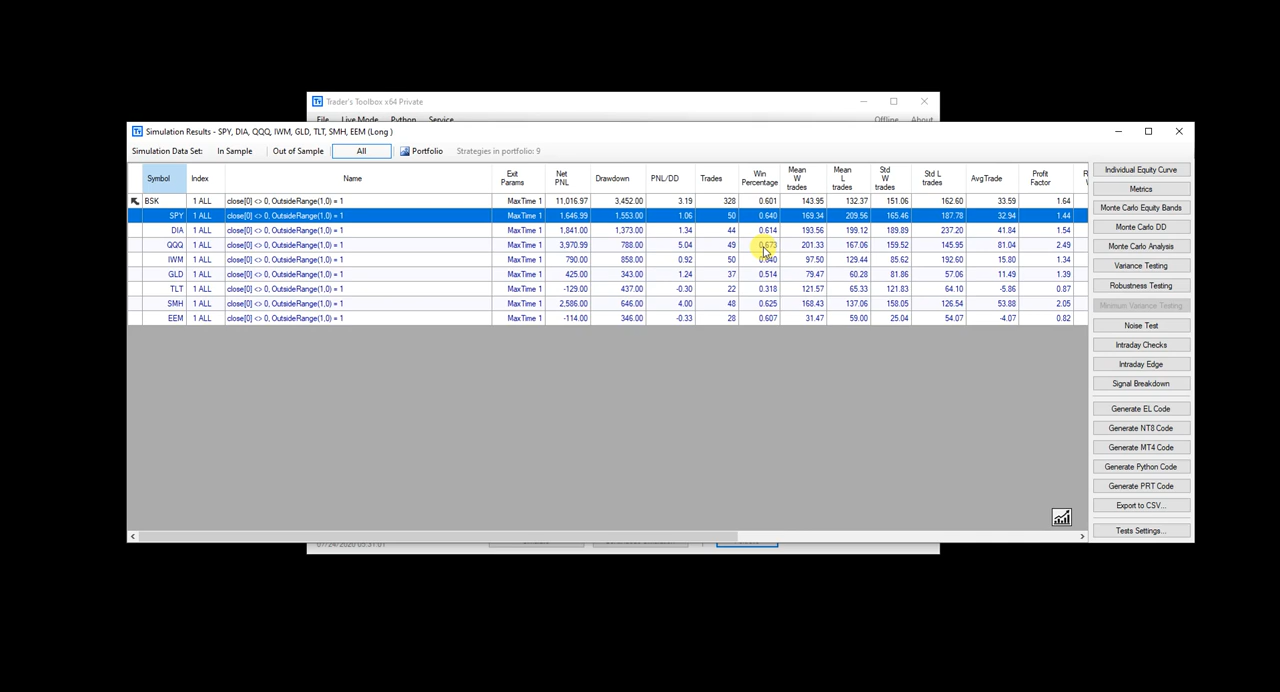 Trader's Toolbox x64 Private
File Live Mode Python Service Offline About
Simulation Results - SPY, DIA, QQQ, IWM, GLD, TLT, SMH, EEM (Long )
Simulation Data Set: In Sample Out of Sample All Portfolio Strategies in portfolio: 9
Symbol Index Name Exit Params Net PNL Drawdown PNL/DD Trades Win Percentage Mean W trades Mean L trades Std W trades Std L trades AvgTrade Profit Factor
BSK 1 ALL close[0] <> 0, OutsideRange(1,0) = 1 MaxTime 1 11,016.97 3,452.00 3.19 328 0.601 143.95 132.37 151.06 162.60 33.59 1.64
SPY 1 ALL close[0] <> 0, OutsideRange(1,0) = 1 MaxTime 1 1,646.99 1,553.00 1.06 50 0.640 169.34 209.56 165.46 187.78 32.94 1.44
DIA 1 ALL close[0] <> 0, OutsideRange(1,0) = 1 MaxTime 1 1,841.00 1,373.00 1.34 44 0.614 193.56 199.12 189.89 237.20 41.84 1.54
QQQ 1 ALL close[0] <> 0, OutsideRange(1,0) = 1 MaxTime 1 3,970.99 788.00 5.04 49 0.673 201.33 167.06 159.52 145.95 81.04 2.49
IWM 1 ALL close[0] <> 0, OutsideRange(1,0) = 1 MaxTime 1 790.00 858.00 0.92 50 97.50 129.44 85.62 192.60 15.80 1.34
GLD 1 ALL close[0] <> 0, OutsideRange(1,0) = 1 MaxTime 1 425.00 343.00 1.24 37 0.514 79.47 60.28 81.86 57.06 11.49 1.39
TLT 1 ALL close[0] <> 0, OutsideRange(1,0) = 1 MaxTime 1 -129.00 437.00 -0.30 22 0.318 121.57 65.33 121.83 64.10 -5.86 0.87
SMH 1 ALL close[0] <> 0, OutsideRange(1,0) = 1 MaxTime 1 2,586.00 646.00 4.00 48 0.625 168.43 137.06 158.05 126.54 53.88 2.05
EEM 1 ALL close[0] <> 0, OutsideRange(1,0) = 1 MaxTime 1 -114.00 346.00 -0.33 28 0.607 31.47 59.00 25.04 54.07 -4.07 0.82
Individual Equity Curve
Metrics
Monte Carlo Equity Bands
Monte Carlo DD
Monte Carlo Analysis
Variance Testing
Robustness Testing
Minimum Variance Testing
Noise Test
Intraday Checks
Intraday Edge
Signal Breakdown
Generate EL Code
Generate NT8 Code
Generate MT4 Code
Generate Python Code
Generate PRT Code
Export to CSV...
Tests Settings...